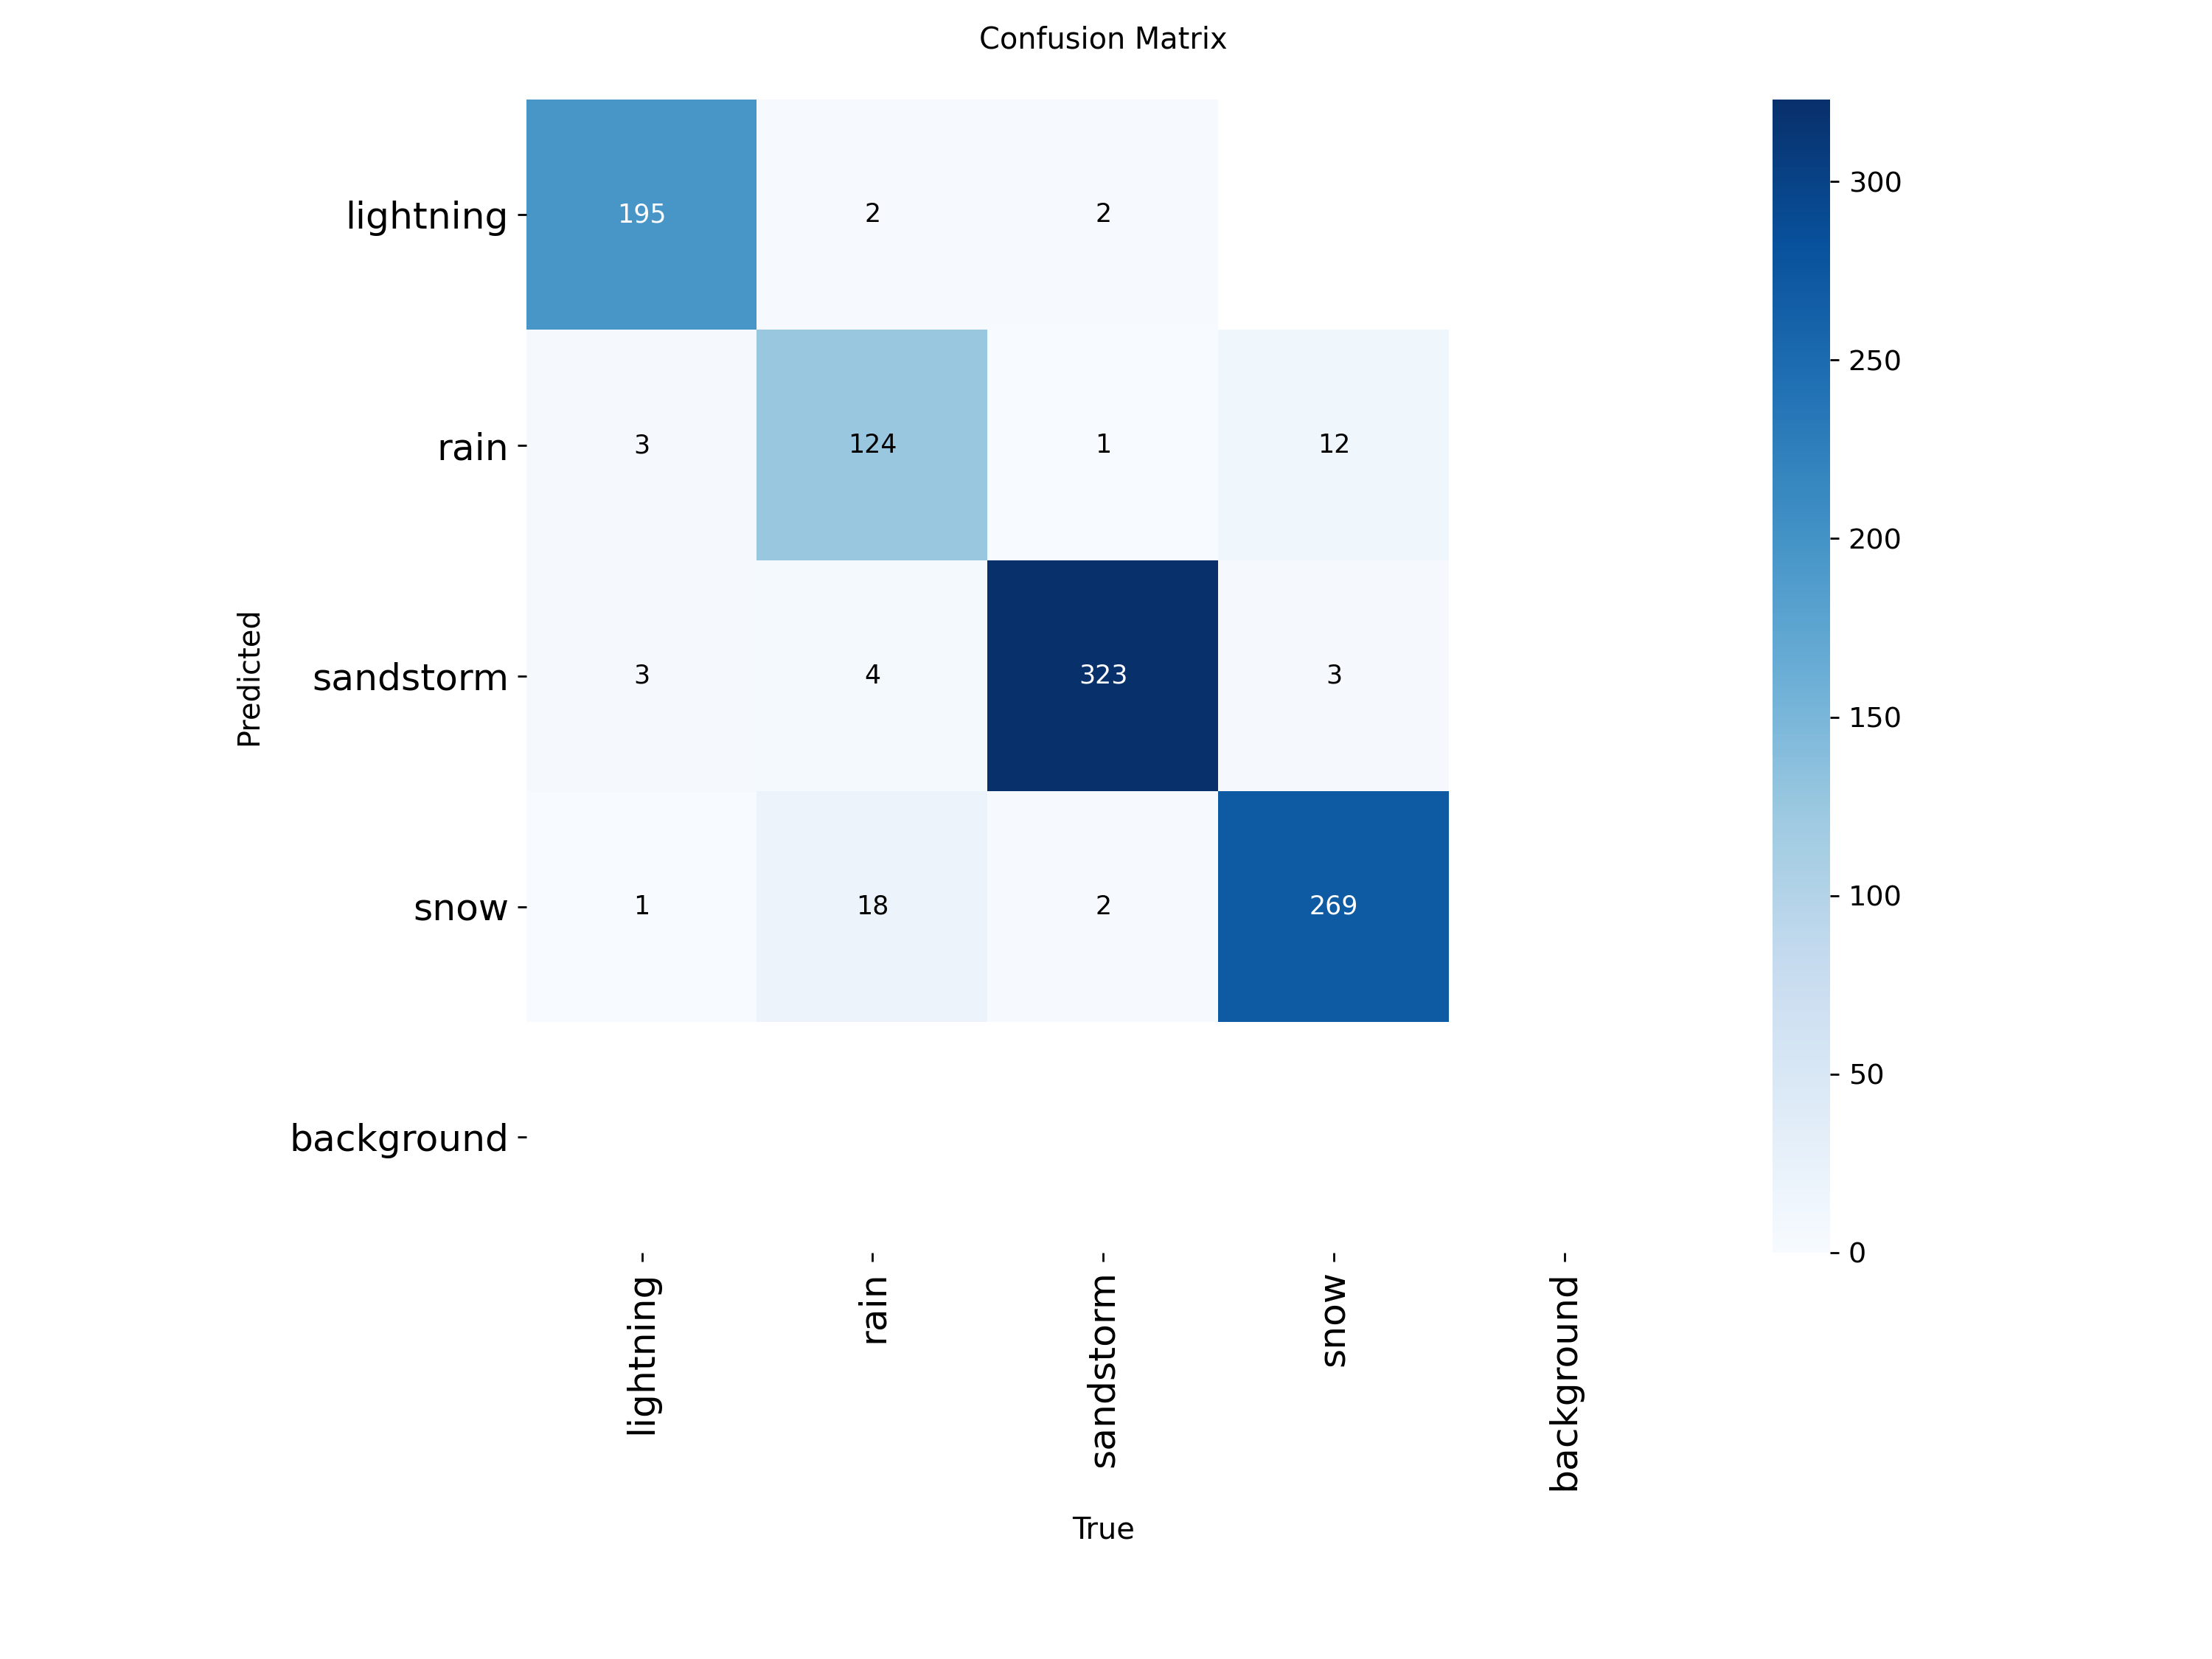 Confusion Matrix
lightning
195
2
2
300
250
rain
3
124
1
12
200
Predicted
sandstorm
3
4
323
3
150
snow
1
18
2
269
100
50
background
0
lightning
rain
sandstorm
snow
background
True